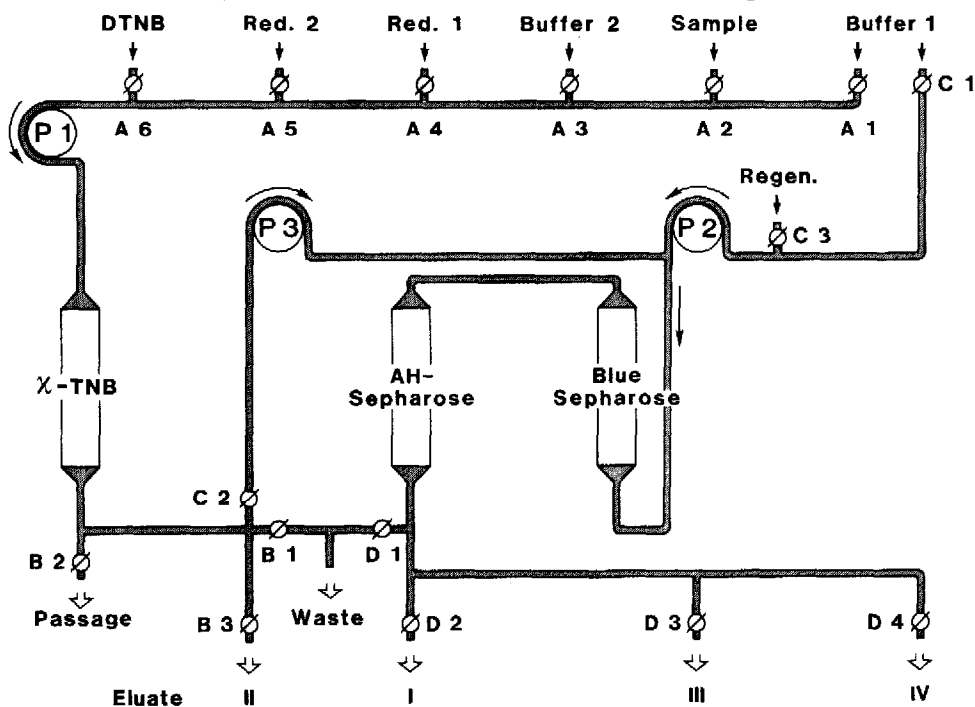 DTNB Red. 2 Red. 1 Buffer 2 Sample Buffer 1
C 1
P 1
A 6 A 5 A 4 A 3 A 2 A 1
Regen.
P 3 P 2 C 3
χ-TNB
AH-
Sepharose
Blue
Sepharose
C 2
B 1 D 1
B 2
Passage
B 3 Waste D 2 D 3 D 4
Eluate II I III IV